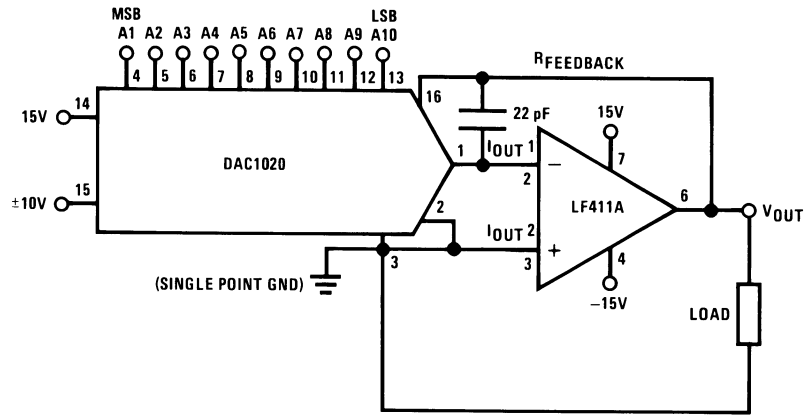 MSB LSB
A1 A2 A3 A4 A5 A6 A7 A8 A9 A10
4 5 6 7 8 9 10 11 12 13
16 RFEEDBACK
14
15V
22 pF
15V
DAC1020
1 IOUT 1
7
2 −
15
±10V
LF411A
6
VOUT
2
IOUT 2
+
3
3
4
(SINGLE POINT GND)
−15V
LOAD